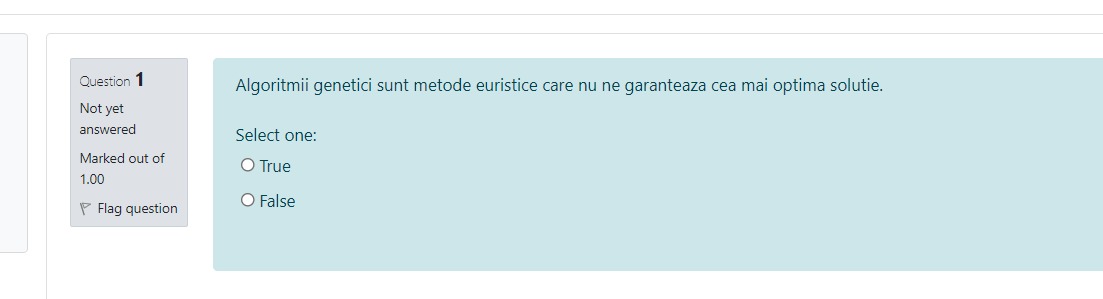 Question 1
Not yet
answered
Marked out of
1.00
Flag question
Algoritmii genetici sunt metode euristice care nu ne garanteaza cea mai optima solutie.
Select one:
True
False